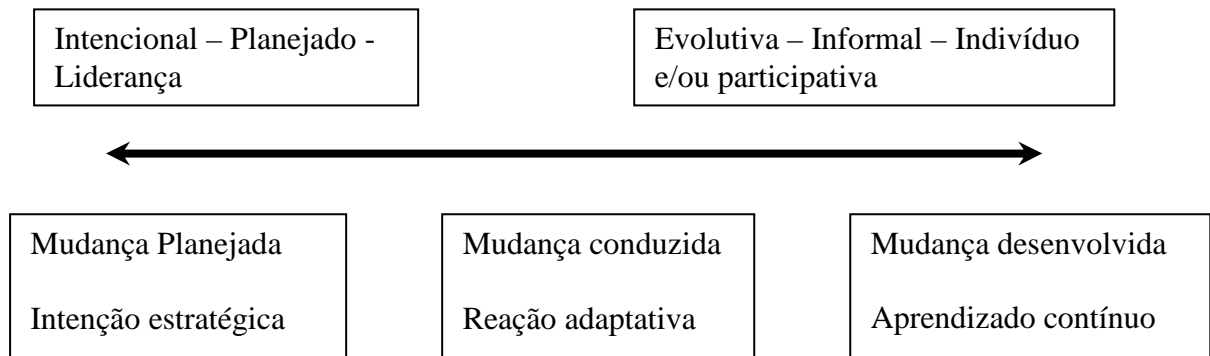 Intencional – Planejado -
Liderança
Evolutiva – Informal – Indivíduo
e/ou participativa
Mudança Planejada
Intenção estratégica
Mudança conduzida
Reação adaptativa
Mudança desenvolvida
Aprendizado contínuo